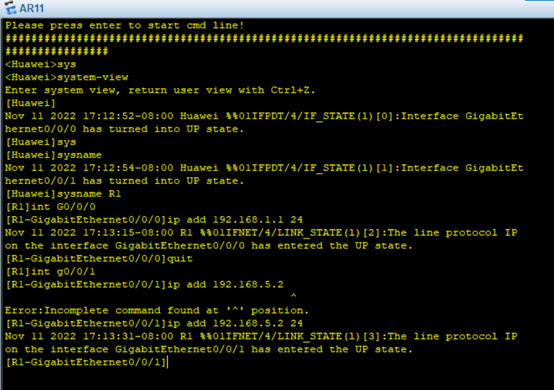 AR11
Please press enter to start cmd line!
################################################################################
################
<Huawei>sys
<Huawei>system-view
Enter system view, return user view with Ctrl+Z.
[Huawei]
Nov 11 2022 17:12:52-08:00 Huawei %%01IFPDT/4/IF_STATE(l)[0]:Interface GigabitEt
hernet0/0/0 has turned into UP state.
[Huawei]sys
[Huawei]sysname
Nov 11 2022 17:12:54-08:00 Huawei %%01IFPDT/4/IF_STATE(l)[1]:Interface GigabitEt
hernet0/0/1 has turned into UP state.
[Huawei]sysname R1
[R1]int G0/0/0
[R1-GigabitEthernet0/0/0]ip add 192.168.1.1 24
Nov 11 2022 17:13:15-08:00 R1 %%01IFNET/4/LINK_STATE(l)[2]:The line protocol IP
on the interface GigabitEthernet0/0/0 has entered the UP state.
[R1-GigabitEthernet0/0/0]quit
[R1]int g0/0/1
[R1-GigabitEthernet0/0/1]ip add 192.168.5.2
^
Error:Incomplete command found at '^' position.
[R1-GigabitEthernet0/0/1]ip add 192.168.5.2 24
Nov 11 2022 17:13:31-08:00 R1 %%01IFNET/4/LINK_STATE(l)[3]:The line protocol IP
on the interface GigabitEthernet0/0/1 has entered the UP state.
[R1-GigabitEthernet0/0/1]